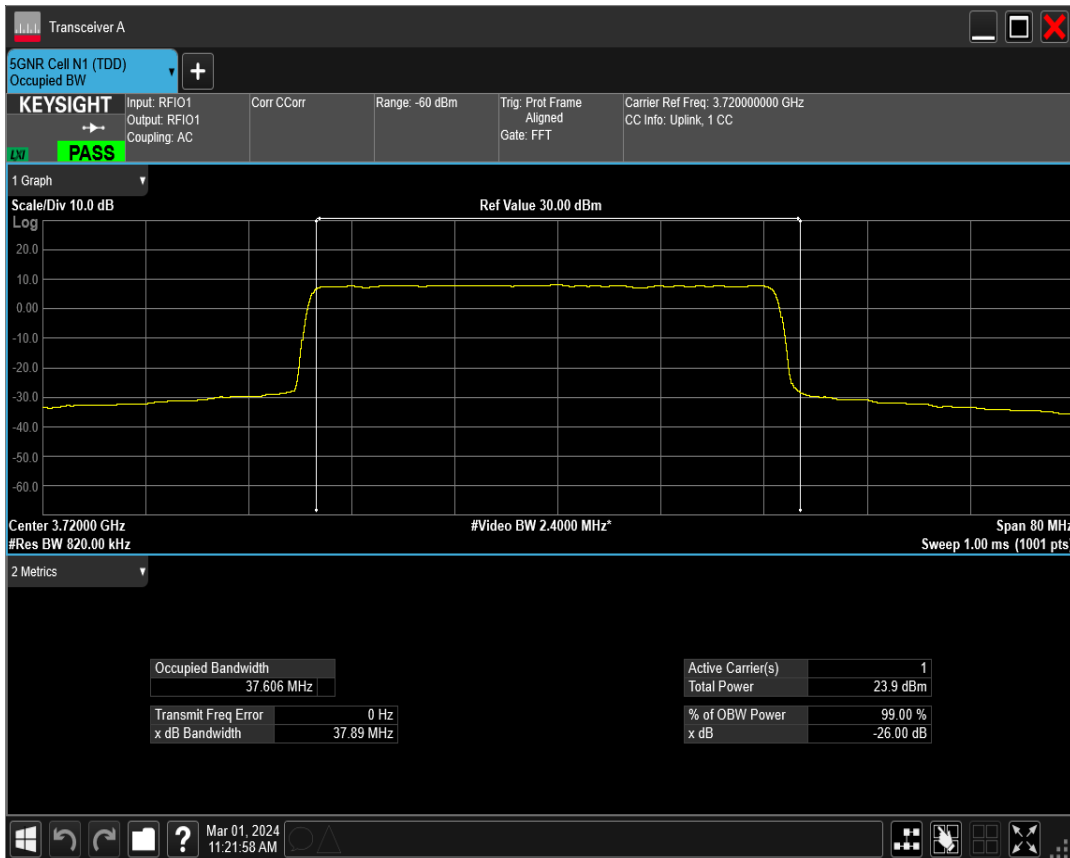 Transceiver A
5GNR Cell N1 (TDD)
Occupied BW
+
KEYSIGHT
LXI
PASS
Input: RFIO1
Output: RFIO1
Coupling: AC
Corr CCorr
Range: -60 dBm
Trig: Prot Frame
Aligned
Gate: FFT
Carrier Ref Freq: 3.720000000 GHz
CC Info: Uplink, 1 CC
1 Graph
Scale/Div 10.0 dB
Ref Value 30.00 dBm
Log
20.0
10.0
0.00
-10.0
-20.0
-30.0
-40.0
-50.0
-60.0
Center 3.72000 GHz
#Video BW 2.4000 MHz*
Span 80 MHz
#Res BW 820.00 kHz
Sweep 1.00 ms (1001 pts)
2 Metrics
Occupied Bandwidth
37.606 MHz
Transmit Freq Error 0 Hz
x dB Bandwidth 37.89 MHz
Active Carrier(s) 1
Total Power 23.9 dBm
% of OBW Power 99.00 %
x dB -26.00 dB
?
Mar 01, 2024
11:21:58 AM